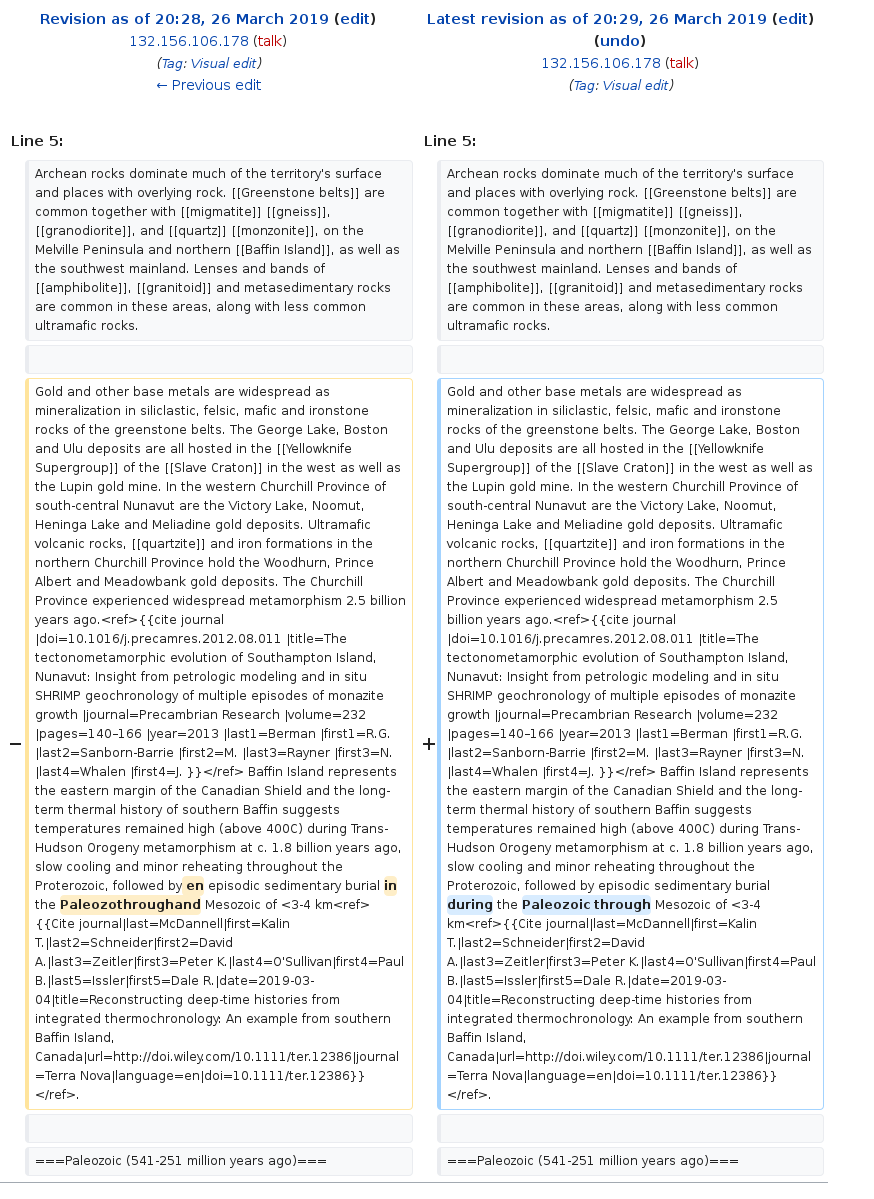 Revision as of 20:28, 26 March 2019 (edit)
132.156.106.178 (talk)
(Tag: Visual edit)
← Previous edit
Latest revision as of 20:29, 26 March 2019 (edit)
(undo)
132.156.106.178 (talk)
(Tag: Visual edit)
Line 5:
Archean rocks dominate much of the territory's surface
and places with overlying rock. [[Greenstone belts]] are
common together with [[migmatite]] [[gneiss]],
[[granodiorite]], and [[quartz]] [[monzonite]], on the
Melville Peninsula and northern [[Baffin Island]], as well as
the southwest mainland. Lenses and bands of
[[amphibolite]], [[granitoid]] and metasedimentary rocks
are common in these areas, along with less common
ultramafic rocks.
−
Gold and other base metals are widespread as
mineralization in siliclastic, felsic, mafic and ironstone
rocks of the greenstone belts. The George Lake, Boston
and Ulu deposits are all hosted in the [[Yellowknife
Supergroup]] of the [[Slave Craton]] in the west as well as
the Lupin gold mine. In the western Churchill Province of
south-central Nunavut are the Victory Lake, Noomut,
Heninga Lake and Meliadine gold deposits. Ultramafic
volcanic rocks, [[quartzite]] and iron formations in the
northern Churchill Province hold the Woodhurn, Prince
Albert and Meadowbank gold deposits. The Churchill
Province experienced widespread metamorphism 2.5 billion
years ago.<ref>{{cite journal
|doi=10.1016/j.precamres.2012.08.011 |title=The
tectonometamorphic evolution of Southampton Island,
Nunavut: Insight from petrologic modeling and in situ
SHRIMP geochronology of multiple episodes of monazite
growth |journal=Precambrian Research |volume=232
|pages=140–166 |year=2013 |last1=Berman |first1=R.G.
|last2=Sanborn-Barrie |first2=M. |last3=Rayner |first3=N.
|last4=Whalen |first4=J. }}</ref> Baffin Island represents
the eastern margin of the Canadian Shield and the long-
term thermal history of southern Baffin suggests
temperatures remained high (above 400C) during Trans-
Hudson Orogeny metamorphism at c. 1.8 billion years ago,
slow cooling and minor reheating throughout the
Proterozoic, followed by en episodic sedimentary burial in
the Paleozothroughand Mesozoic of <3-4 km<ref>
{{Cite journal|last=McDannell|first=Kalin
T.|last2=Schneider|first2=David
A.|last3=Zeitler|first3=Peter K.|last4=O'Sullivan|first4=Paul
B.|last5=Issler|first5=Dale R.|date=2019-03-
04|title=Reconstructing deep-time histories from
integrated thermochronology: An example from southern
Baffin Island,
Canada|url=http://doi.wiley.com/10.1111/ter.12386|journal
=Terra Nova|language=en|doi=10.1111/ter.12386}}
</ref>.
===Paleozoic (541-251 million years ago)===
Line 5:
Archean rocks dominate much of the territory's surface
and places with overlying rock. [[Greenstone belts]] are
common together with [[migmatite]] [[gneiss]],
[[granodiorite]], and [[quartz]] [[monzonite]], on the
Melville Peninsula and northern [[Baffin Island]], as well as
the southwest mainland. Lenses and bands of
[[amphibolite]], [[granitoid]] and metasedimentary rocks
are common in these areas, along with less common
ultramafic rocks.
+
Gold and other base metals are widespread as
mineralization in siliclastic, felsic, mafic and ironstone
rocks of the greenstone belts. The George Lake, Boston
and Ulu deposits are all hosted in the [[Yellowknife
Supergroup]] of the [[Slave Craton]] in the west as well as
the Lupin gold mine. In the western Churchill Province of
south-central Nunavut are the Victory Lake, Noomut,
Heninga Lake and Meliadine gold deposits. Ultramafic
volcanic rocks, [[quartzite]] and iron formations in the
northern Churchill Province hold the Woodhurn, Prince
Albert and Meadowbank gold deposits. The Churchill
Province experienced widespread metamorphism 2.5
billion years ago.<ref>{{cite journal
|doi=10.1016/j.precamres.2012.08.011 |title=The
tectonometamorphic evolution of Southampton Island,
Nunavut: Insight from petrologic modeling and in situ
SHRIMP geochronology of multiple episodes of monazite
growth |journal=Precambrian Research |volume=232
|pages=140–166 |year=2013 |last1=Berman |first1=R.G.
|last2=Sanborn-Barrie |first2=M. |last3=Rayner |first3=N.
|last4=Whalen |first4=J. }}</ref> Baffin Island represents
the eastern margin of the Canadian Shield and the long-
term thermal history of southern Baffin suggests
temperatures remained high (above 400C) during Trans-
Hudson Orogeny metamorphism at c. 1.8 billion years ago,
slow cooling and minor reheating throughout the
Proterozoic, followed by episodic sedimentary burial
during the Paleozoic through Mesozoic of <3-4
km<ref>{{Cite journal|last=McDannell|first=Kalin
T.|last2=Schneider|first2=David
A.|last3=Zeitler|first3=Peter K.|last4=O'Sullivan|first4=Paul
B.|last5=Issler|first5=Dale R.|date=2019-03-
04|title=Reconstructing deep-time histories from
integrated thermochronology: An example from southern
Baffin Island,
Canada|url=http://doi.wiley.com/10.1111/ter.12386|journal
=Terra Nova|language=en|doi=10.1111/ter.12386}}
</ref>.
===Paleozoic (541-251 million years ago)===